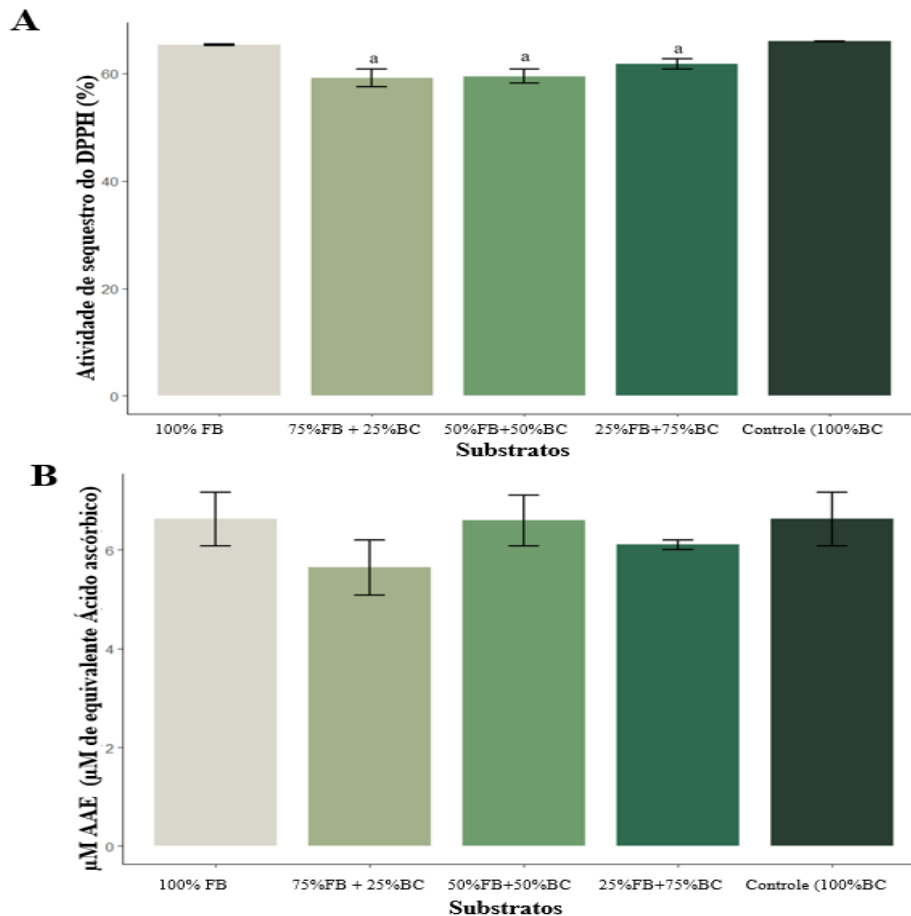 A
Atividade de sequestro do DPPH (%)
60
40
20
0
a
a
a
100% FB
75%FB + 25%BC
50%FB+50%BC
25%FB+75%BC
Controle (100%BC
Substratos
B
µM AAE (µM de equivalente Ácido ascórbico)
6
4
2
0
100% FB
75%FB + 25%BC
50%FB+50%BC
25%FB+75%BC
Controle (100%BC
Substratos